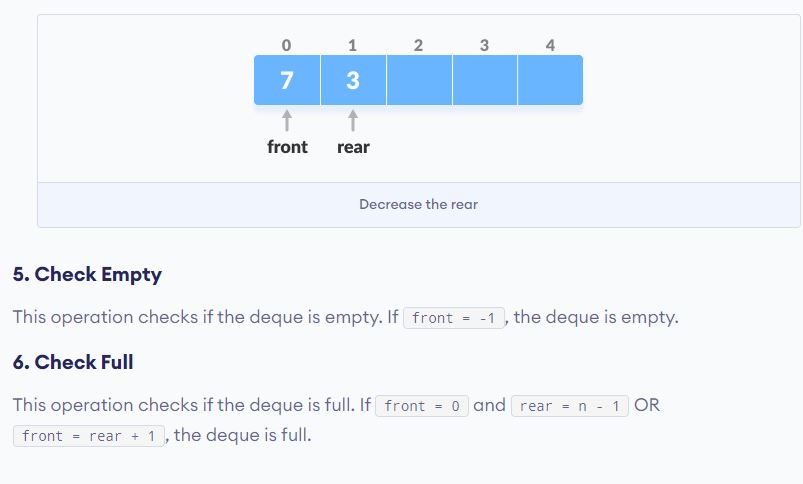 0 1 2 3 4
7 3
front rear
Decrease the rear
5. Check Empty
This operation checks if the deque is empty. If front = -1, the deque is empty.
6. Check Full
This operation checks if the deque is full. If front = 0 and rear = n - 1 OR
front = rear + 1, the deque is full.